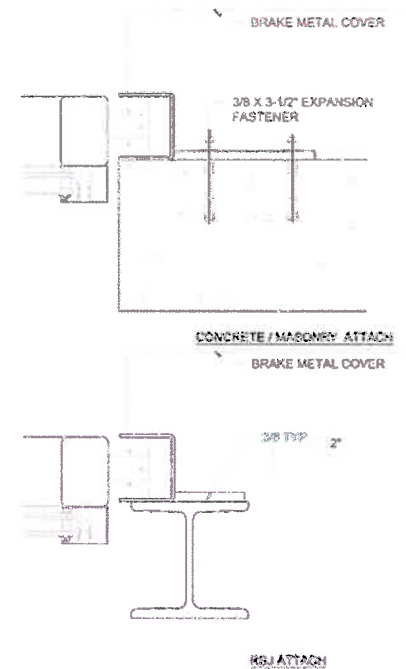 BRAKE METAL COVER
3/8 X 3-1/2" EXPANSION
FASTENER
CONCRETE / MASONRY ATTACH
BRAKE METAL COVER
3/8 TYP 2"
RSJ ATTACH